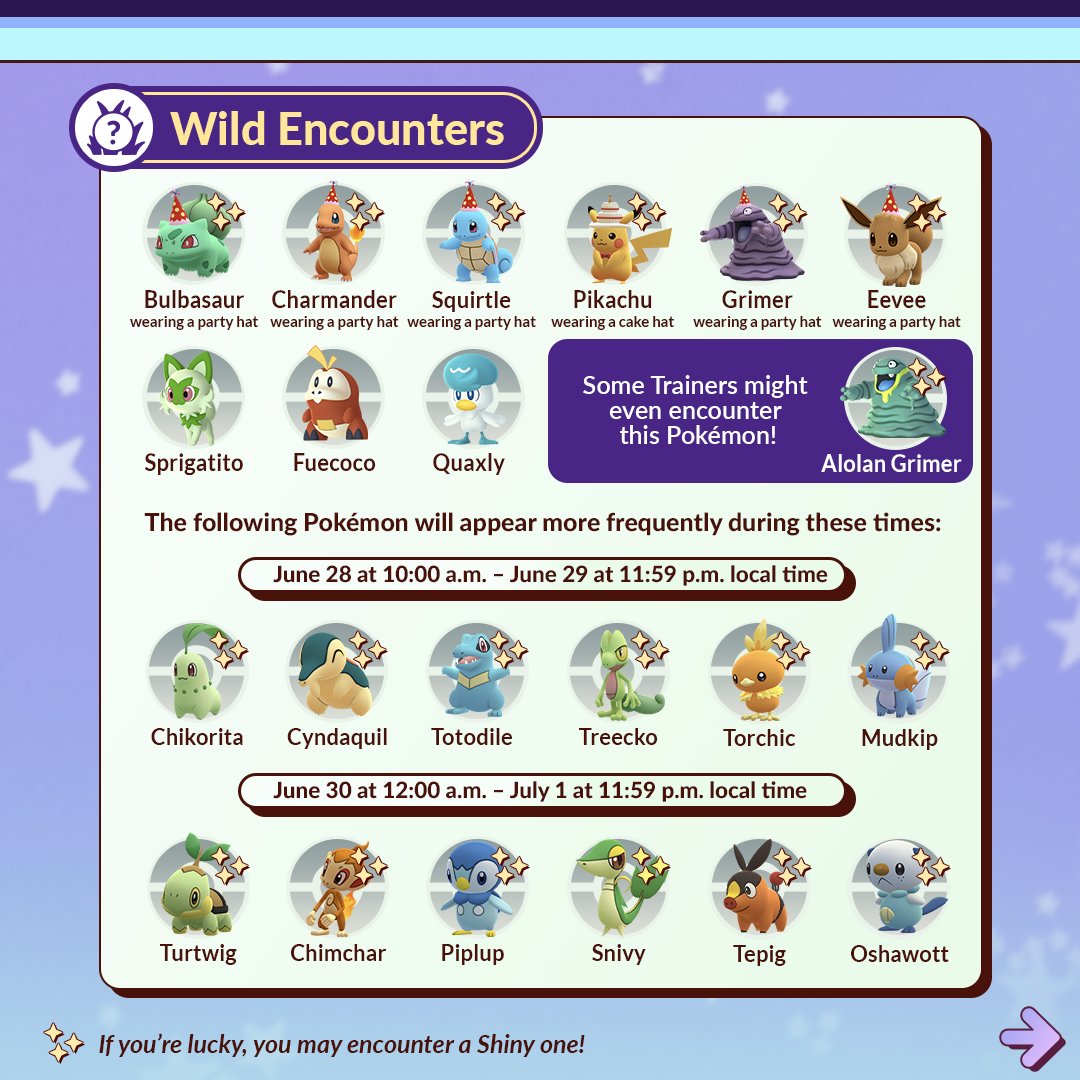 ?
Wild Encounters
Bulbasaur
wearing a party hat
Charmander
wearing a party hat
Squirtle
wearing a party hat
Pikachu
wearing a cake hat
Grimer
wearing a party hat
Eevee
wearing a party hat
Sprigatito
Fuecoco
Quaxly
Some Trainers might
even encounter
this Pokémon!
Alolan Grimer
The following Pokémon will appear more frequently during these times:
June 28 at 10:00 a.m. – June 29 at 11:59 p.m. local time
Chikorita
Cyndaquil
Totodile
Treecko
Torchic
Mudkip
June 30 at 12:00 a.m. – July 1 at 11:59 p.m. local time
Turtwig
Chimchar
Piplup
Snivy
Tepig
Oshawott
If you’re lucky, you may encounter a Shiny one!